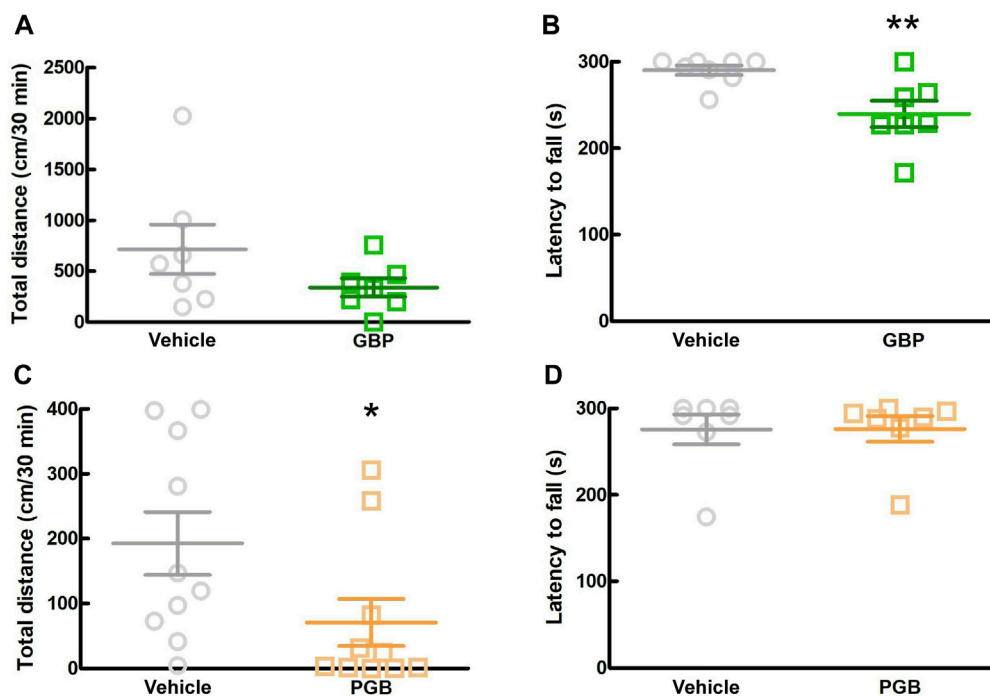 A
Total distance (cm/30 min)
2500
2000
1500
1000
500
0
Vehicle
GBP
B
**
Latency to fall (s)
300
200
100
0
Vehicle
GBP
C
*
Total distance (cm/30 min)
400
300
200
100
0
Vehicle
PGB
D
Latency to fall (s)
300
200
100
0
Vehicle
PGB